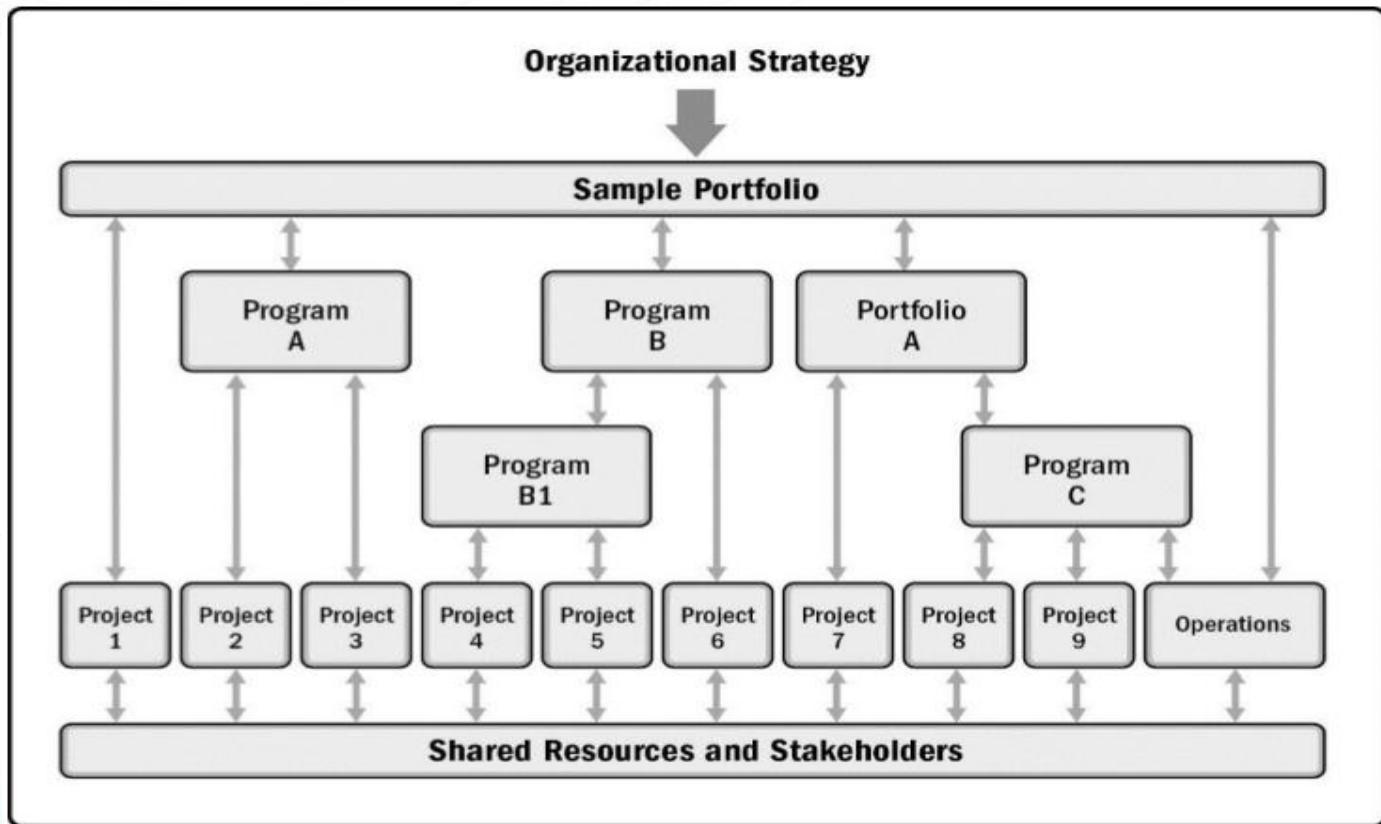 Organizational Strategy
Sample Portfolio
Program
A
Program
B
Portfolio
A
Program
B1
Program
C
Project
1
Project
2
Project
3
Project
4
Project
5
Project
6
Project
7
Project
8
Project
9
Operations
Shared Resources and Stakeholders